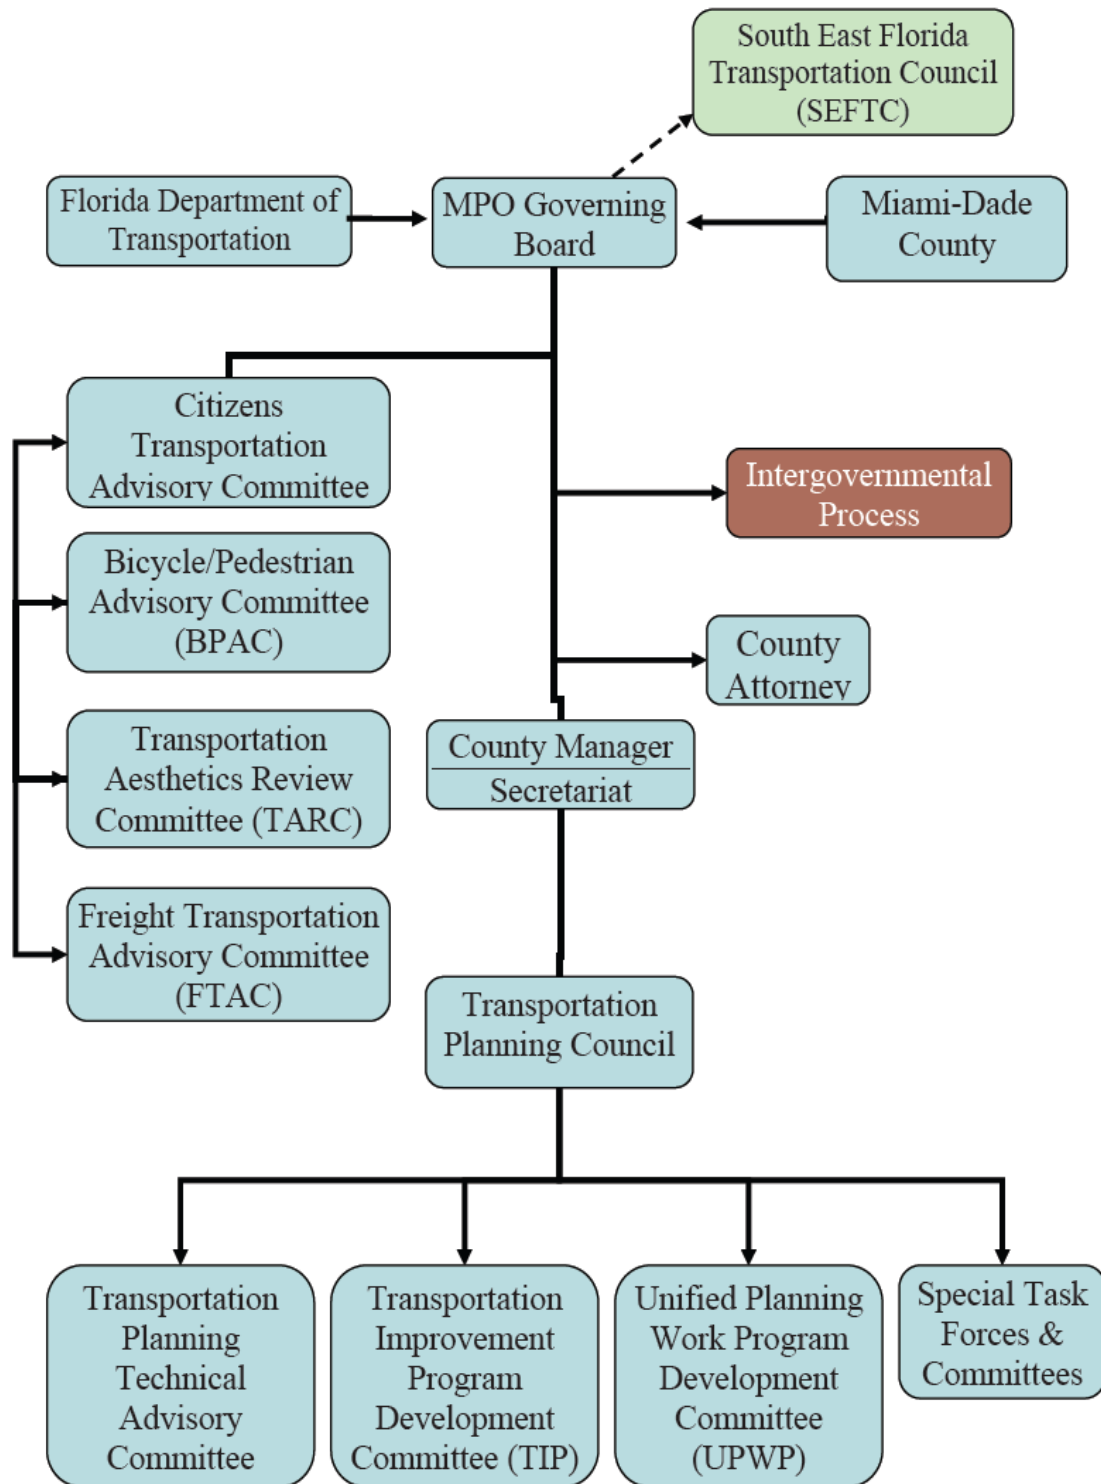 South East Florida
Transportation Council
(SEFTC)
Florida Department of
Transportation
MPO Governing
Board
Miami-Dade
County
Citizens
Transportation
Advisory Committee
Intergovernmental
Process
Bicycle/Pedestrian
Advisory Committee
(BPAC)
County
Attorney
Transportation
Aesthetics Review
Committee (TARC)
County Manager
Secretariat
Freight Transportation
Advisory Committee
(FTAC)
Transportation
Planning Council
Transportation
Planning
Technical
Advisory
Committee
Transportation
Improvement
Program
Development
Committee (TIP)
Unified Planning
Work Program
Development
Committee
(UPWP)
Special Task
Forces &
Committees